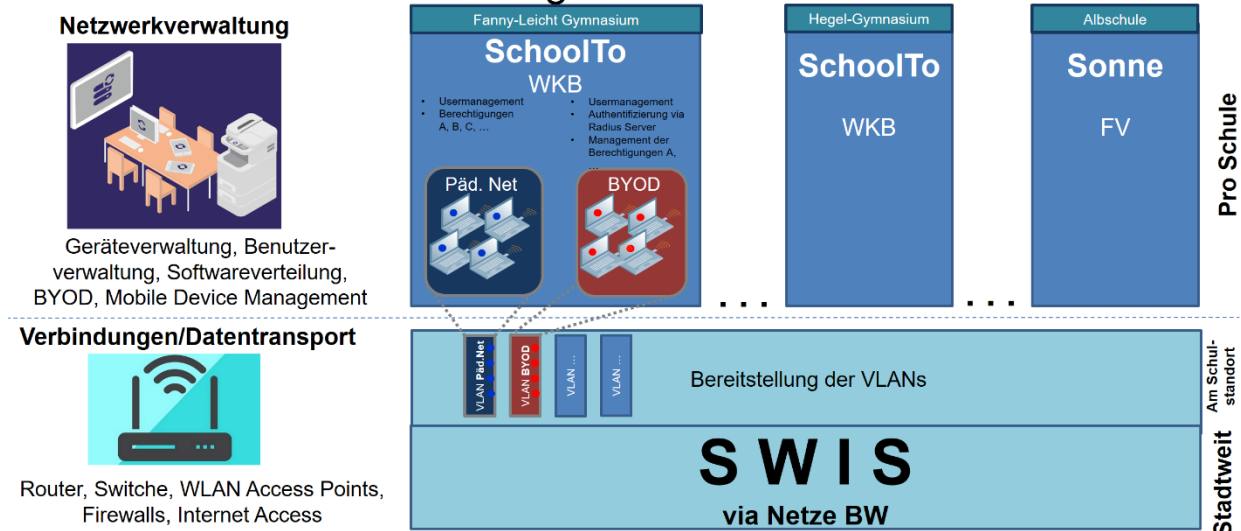 Netzwerkverwaltung
Geräteverwaltung, Benutzer-
verwaltung, Softwareverteilung,
BYOD, Mobile Device Management
Fanny-Leicht Gymnasium
SchoolTo
WKB
• Usermanagement
• Berechtigungen
A, B, C, …
• Usermanagement
• Authentifizierung via
Radius Server
• Management der
Berechtigungen A,
…
Päd. Net
BYOD
. . .
Hegel-Gymnasium
SchoolTo
WKB
. . .
Albschule
Sonne
FV
Pro Schule
Verbindungen/Datentransport
Router, Switche, WLAN Access Points,
Firewalls, Internet Access
VLAN Päd.Net
VLAN BYOD
VLAN …
VLAN …
Bereitstellung der VLANs
Am Schul-
standort
S W I S
via Netze BW
Stadtweit